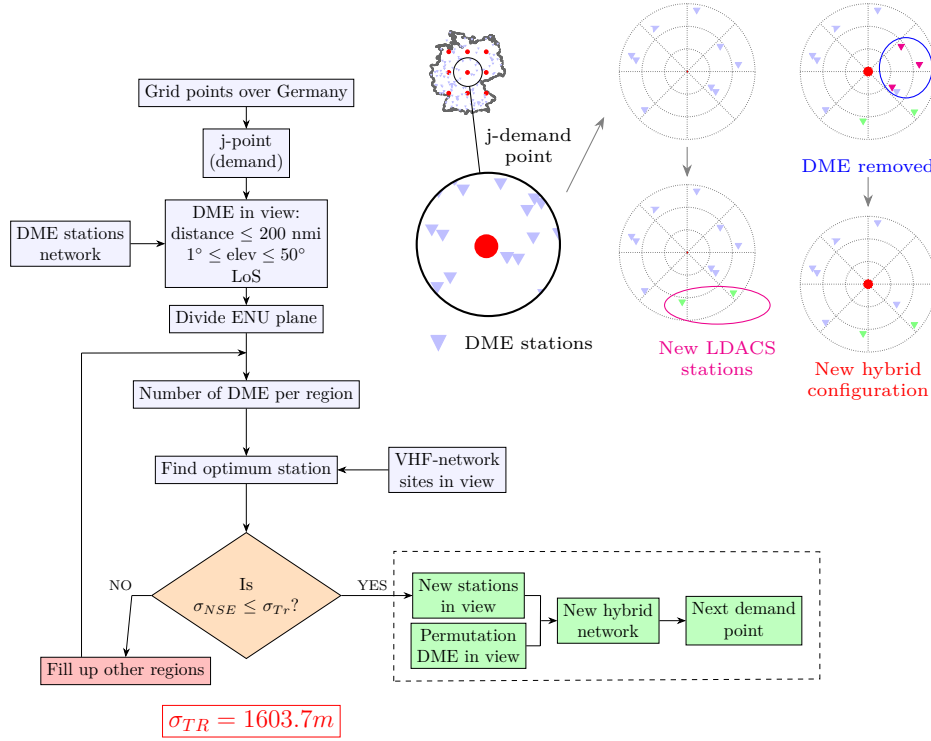 Grid points over Germany
j-point
(demand)
DME in view:
distance ≤ 200 nmi
1° ≤ elev ≤ 50°
LoS
DME stations
network
Divide ENU plane
Number of DME per region
Find optimum station
VHF-network
sites in view
Is
σ_NSE ≤ σ_Tr?
NO
YES
Fill up other regions
New stations
in view
Permutation
DME in view
New hybrid
network
Next demand
point
σ_TR = 1603.7m
j-demand
point
DME stations
New LDACS
stations
DME removed
New hybrid
configuration